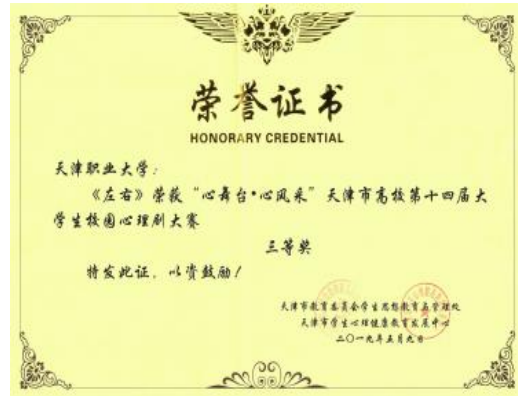 荣誉证书
HONORARY CREDENTIAL
天津职业大学：
《左右》荣获“心舞台•心风采”天津市高校第十四届大
学生校园心理剧大赛
三等奖
特发此证，以资鼓励！
天津市教育委员会学生思想教育与管理处
天津市学生心理健康教育发展中心
二〇一九年五月九日